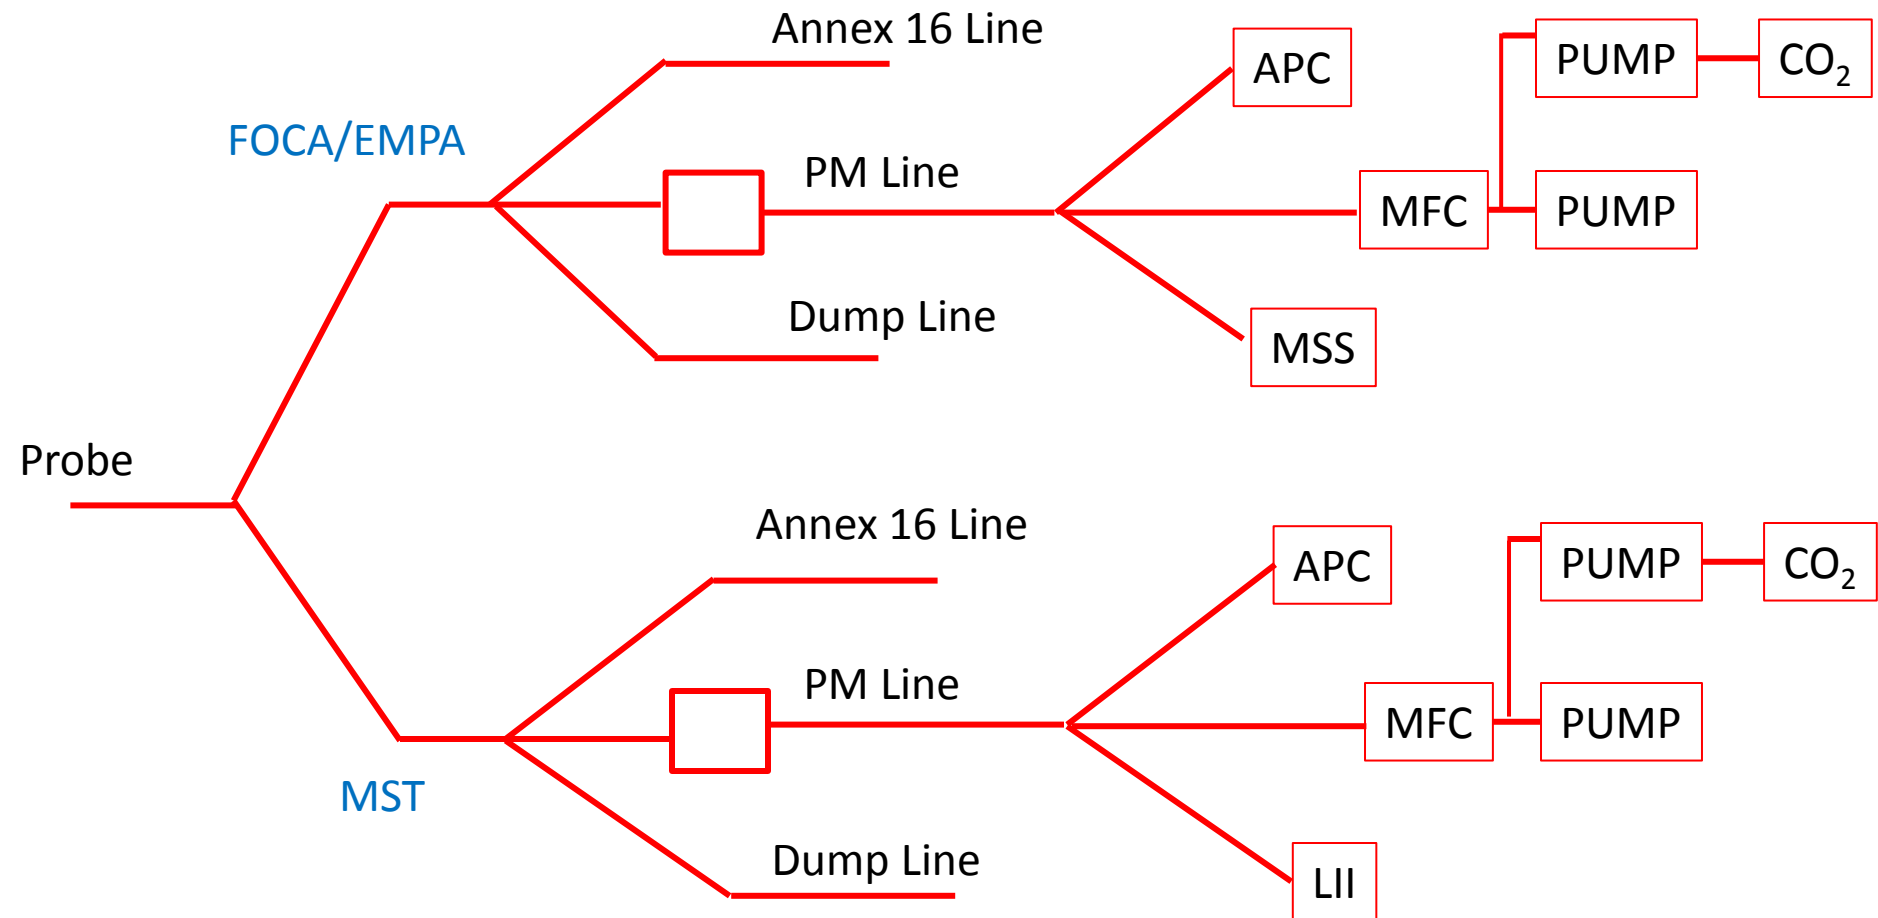 Annex 16 Line
APC
PUMP
CO₂
FOCA/EMPA
PM Line
MFC
PUMP
Dump Line
MSS
Probe
Annex 16 Line
APC
PUMP
CO₂
PM Line
MFC
PUMP
MST
Dump Line
LII